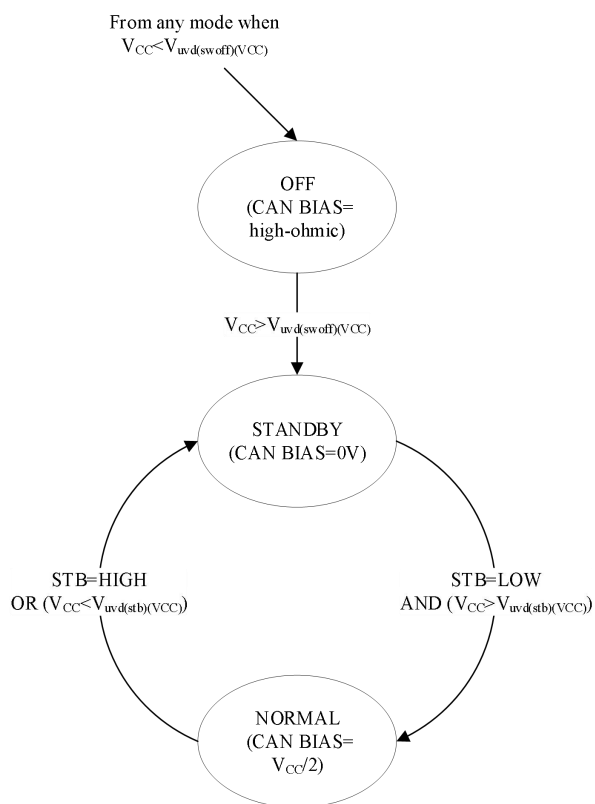 From any mode when
VCC<Vuvd(swoff)(VCC)
OFF
(CAN BIAS=
high-ohmic)
VCC>Vuvd(swoff)(VCC)
STANDBY
(CAN BIAS=0V)
STB=HIGH
OR (VCC<Vuvd(stb)(VCC))
STB=LOW
AND (VCC>Vuvd(stb)(VCC))
NORMAL
(CAN BIAS=
VCC/2)